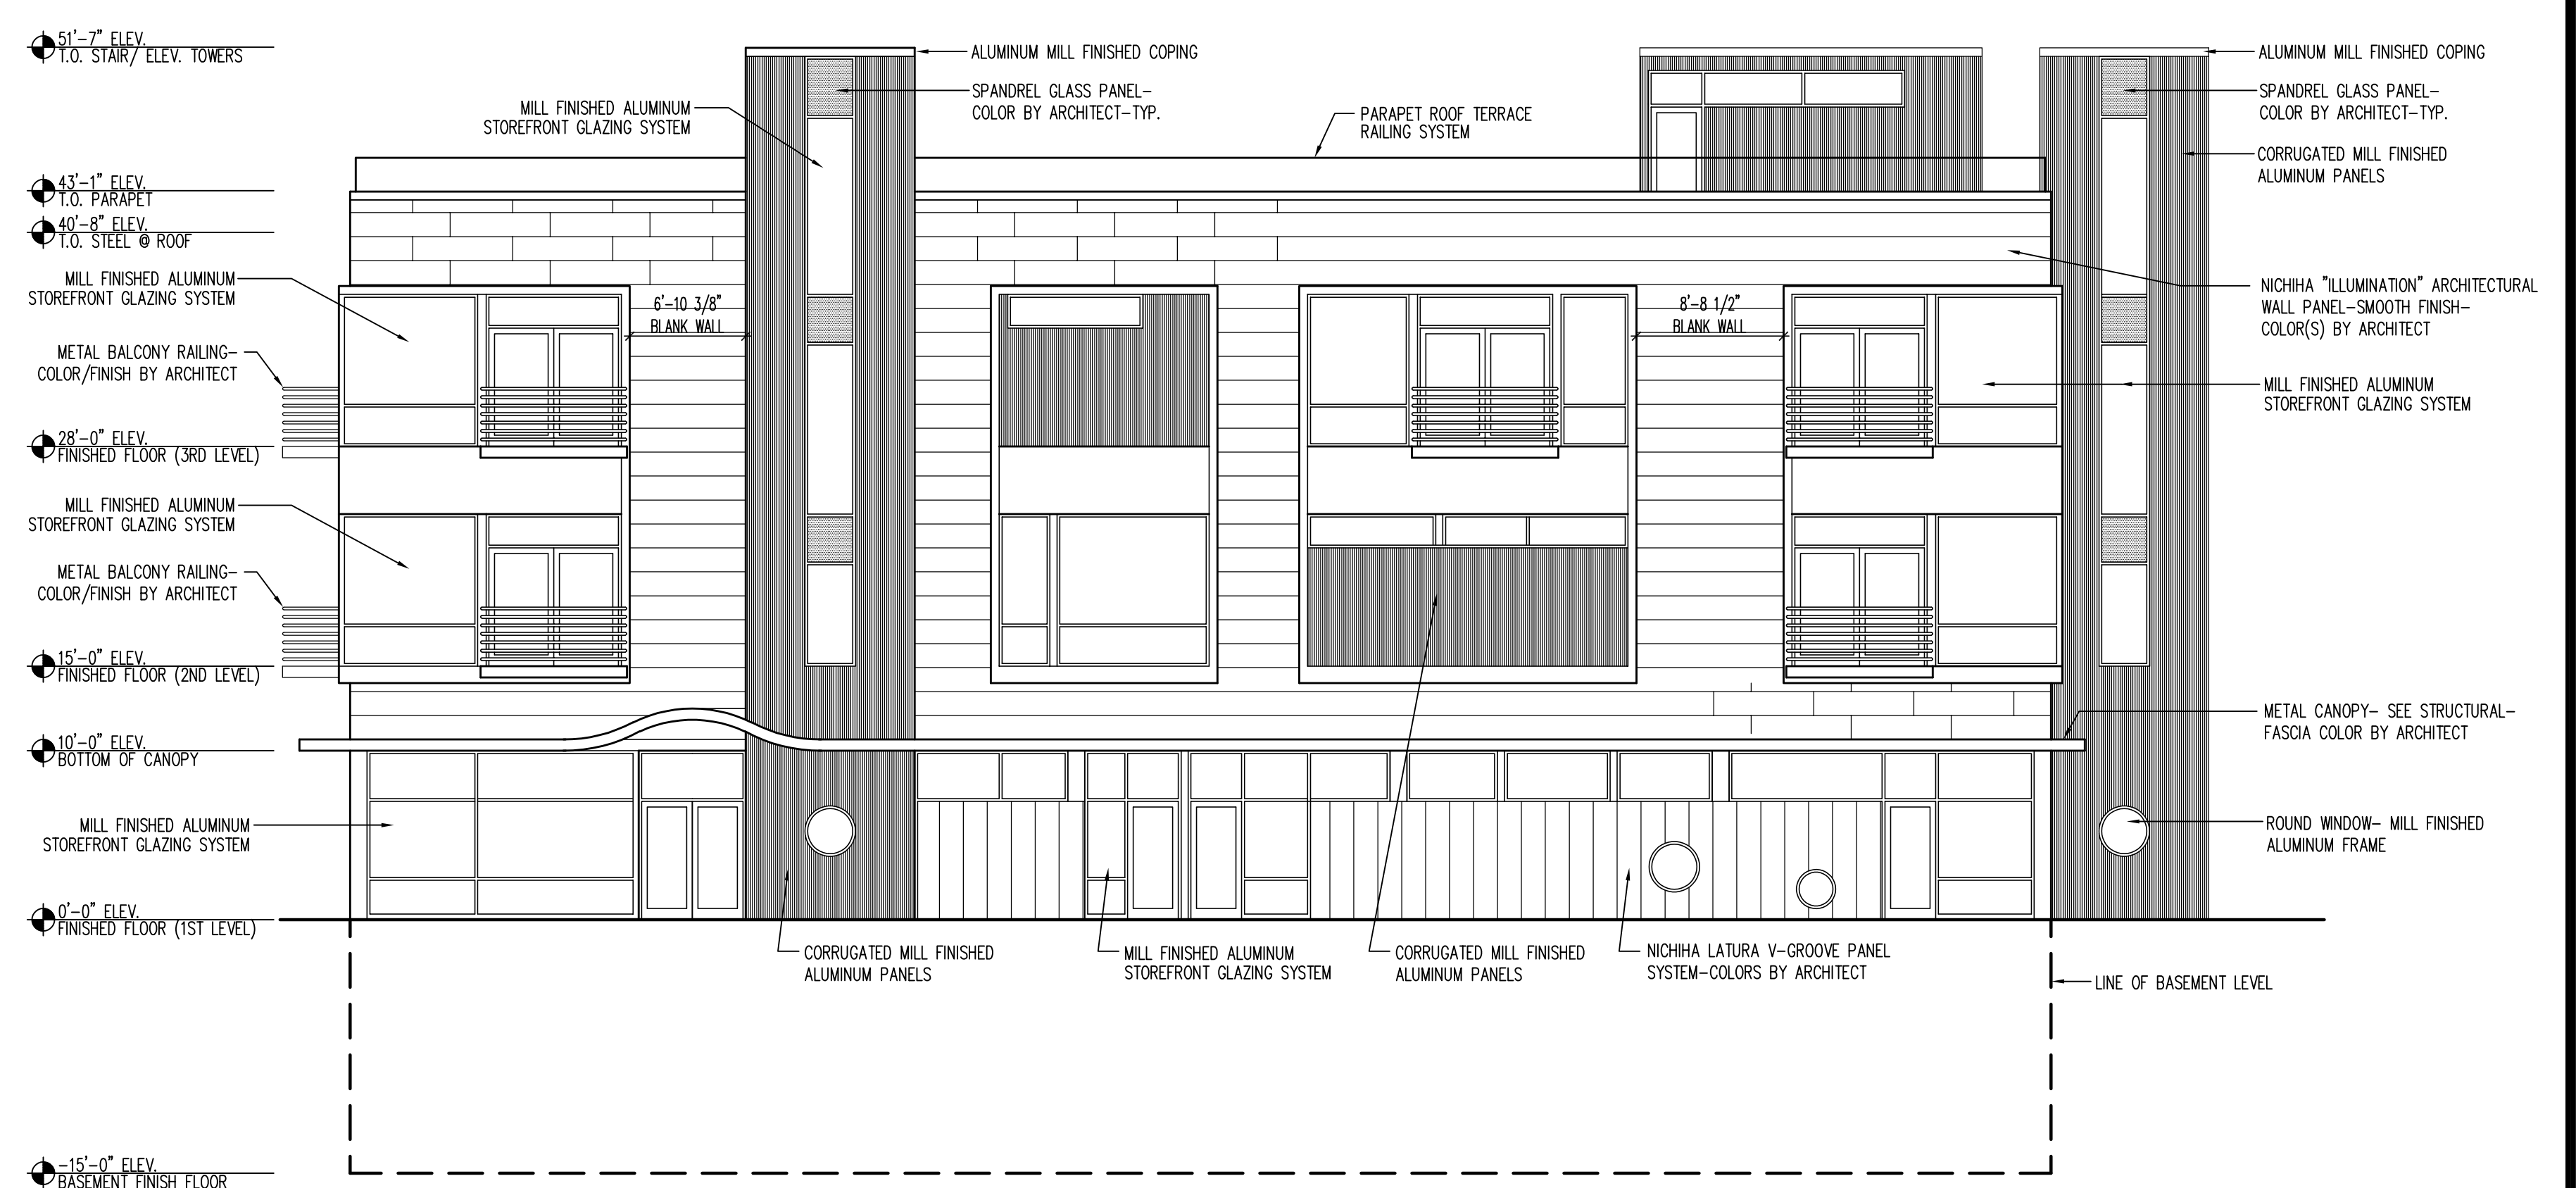 51'-7" ELEV.
T.O. STAIR/ ELEV. TOWERS
43'-1" ELEV.
T.O. PARAPET
40'-8" ELEV.
T.O. STEEL @ ROOF
MILL FINISHED ALUMINUM
STOREFRONT GLAZING SYSTEM
METAL BALCONY RAILING-
COLOR/FINISH BY ARCHITECT
28'-0" ELEV.
FINISHED FLOOR (3RD LEVEL)
MILL FINISHED ALUMINUM
STOREFRONT GLAZING SYSTEM
METAL BALCONY RAILING-
COLOR/FINISH BY ARCHITECT
15'-0" ELEV.
FINISHED FLOOR (2ND LEVEL)
10'-0" ELEV.
BOTTOM OF CANOPY
MILL FINISHED ALUMINUM
STOREFRONT GLAZING SYSTEM
0'-0" ELEV.
FINISHED FLOOR (1ST LEVEL)
-15'-0" ELEV.
BASEMENT FINISH FLOOR
MILL FINISHED ALUMINUM
STOREFRONT GLAZING SYSTEM
ALUMINUM MILL FINISHED COPING
SPANDREL GLASS PANEL-
COLOR BY ARCHITECT-TYP.
PARAPET ROOF TERRACE
RAILING SYSTEM
6'-10 3/8"
BLANK WALL
8'-8 1/2"
BLANK WALL
CORRUGATED MILL FINISHED
ALUMINUM PANELS
MILL FINISHED ALUMINUM
STOREFRONT GLAZING SYSTEM
CORRUGATED MILL FINISHED
ALUMINUM PANELS
NICHIHA LATURA V-GROOVE PANEL
SYSTEM-COLORS BY ARCHITECT
ALUMINUM MILL FINISHED COPING
SPANDREL GLASS PANEL-
COLOR BY ARCHITECT-TYP.
CORRUGATED MILL FINISHED
ALUMINUM PANELS
NICHIHA "ILLUMINATION" ARCHITECTURAL
WALL PANEL-SMOOTH FINISH-
COLOR(S) BY ARCHITECT
MILL FINISHED ALUMINUM
STOREFRONT GLAZING SYSTEM
METAL CANOPY- SEE STRUCTURAL-
FASCIA COLOR BY ARCHITECT
ROUND WINDOW- MILL FINISHED
ALUMINUM FRAME
LINE OF BASEMENT LEVEL